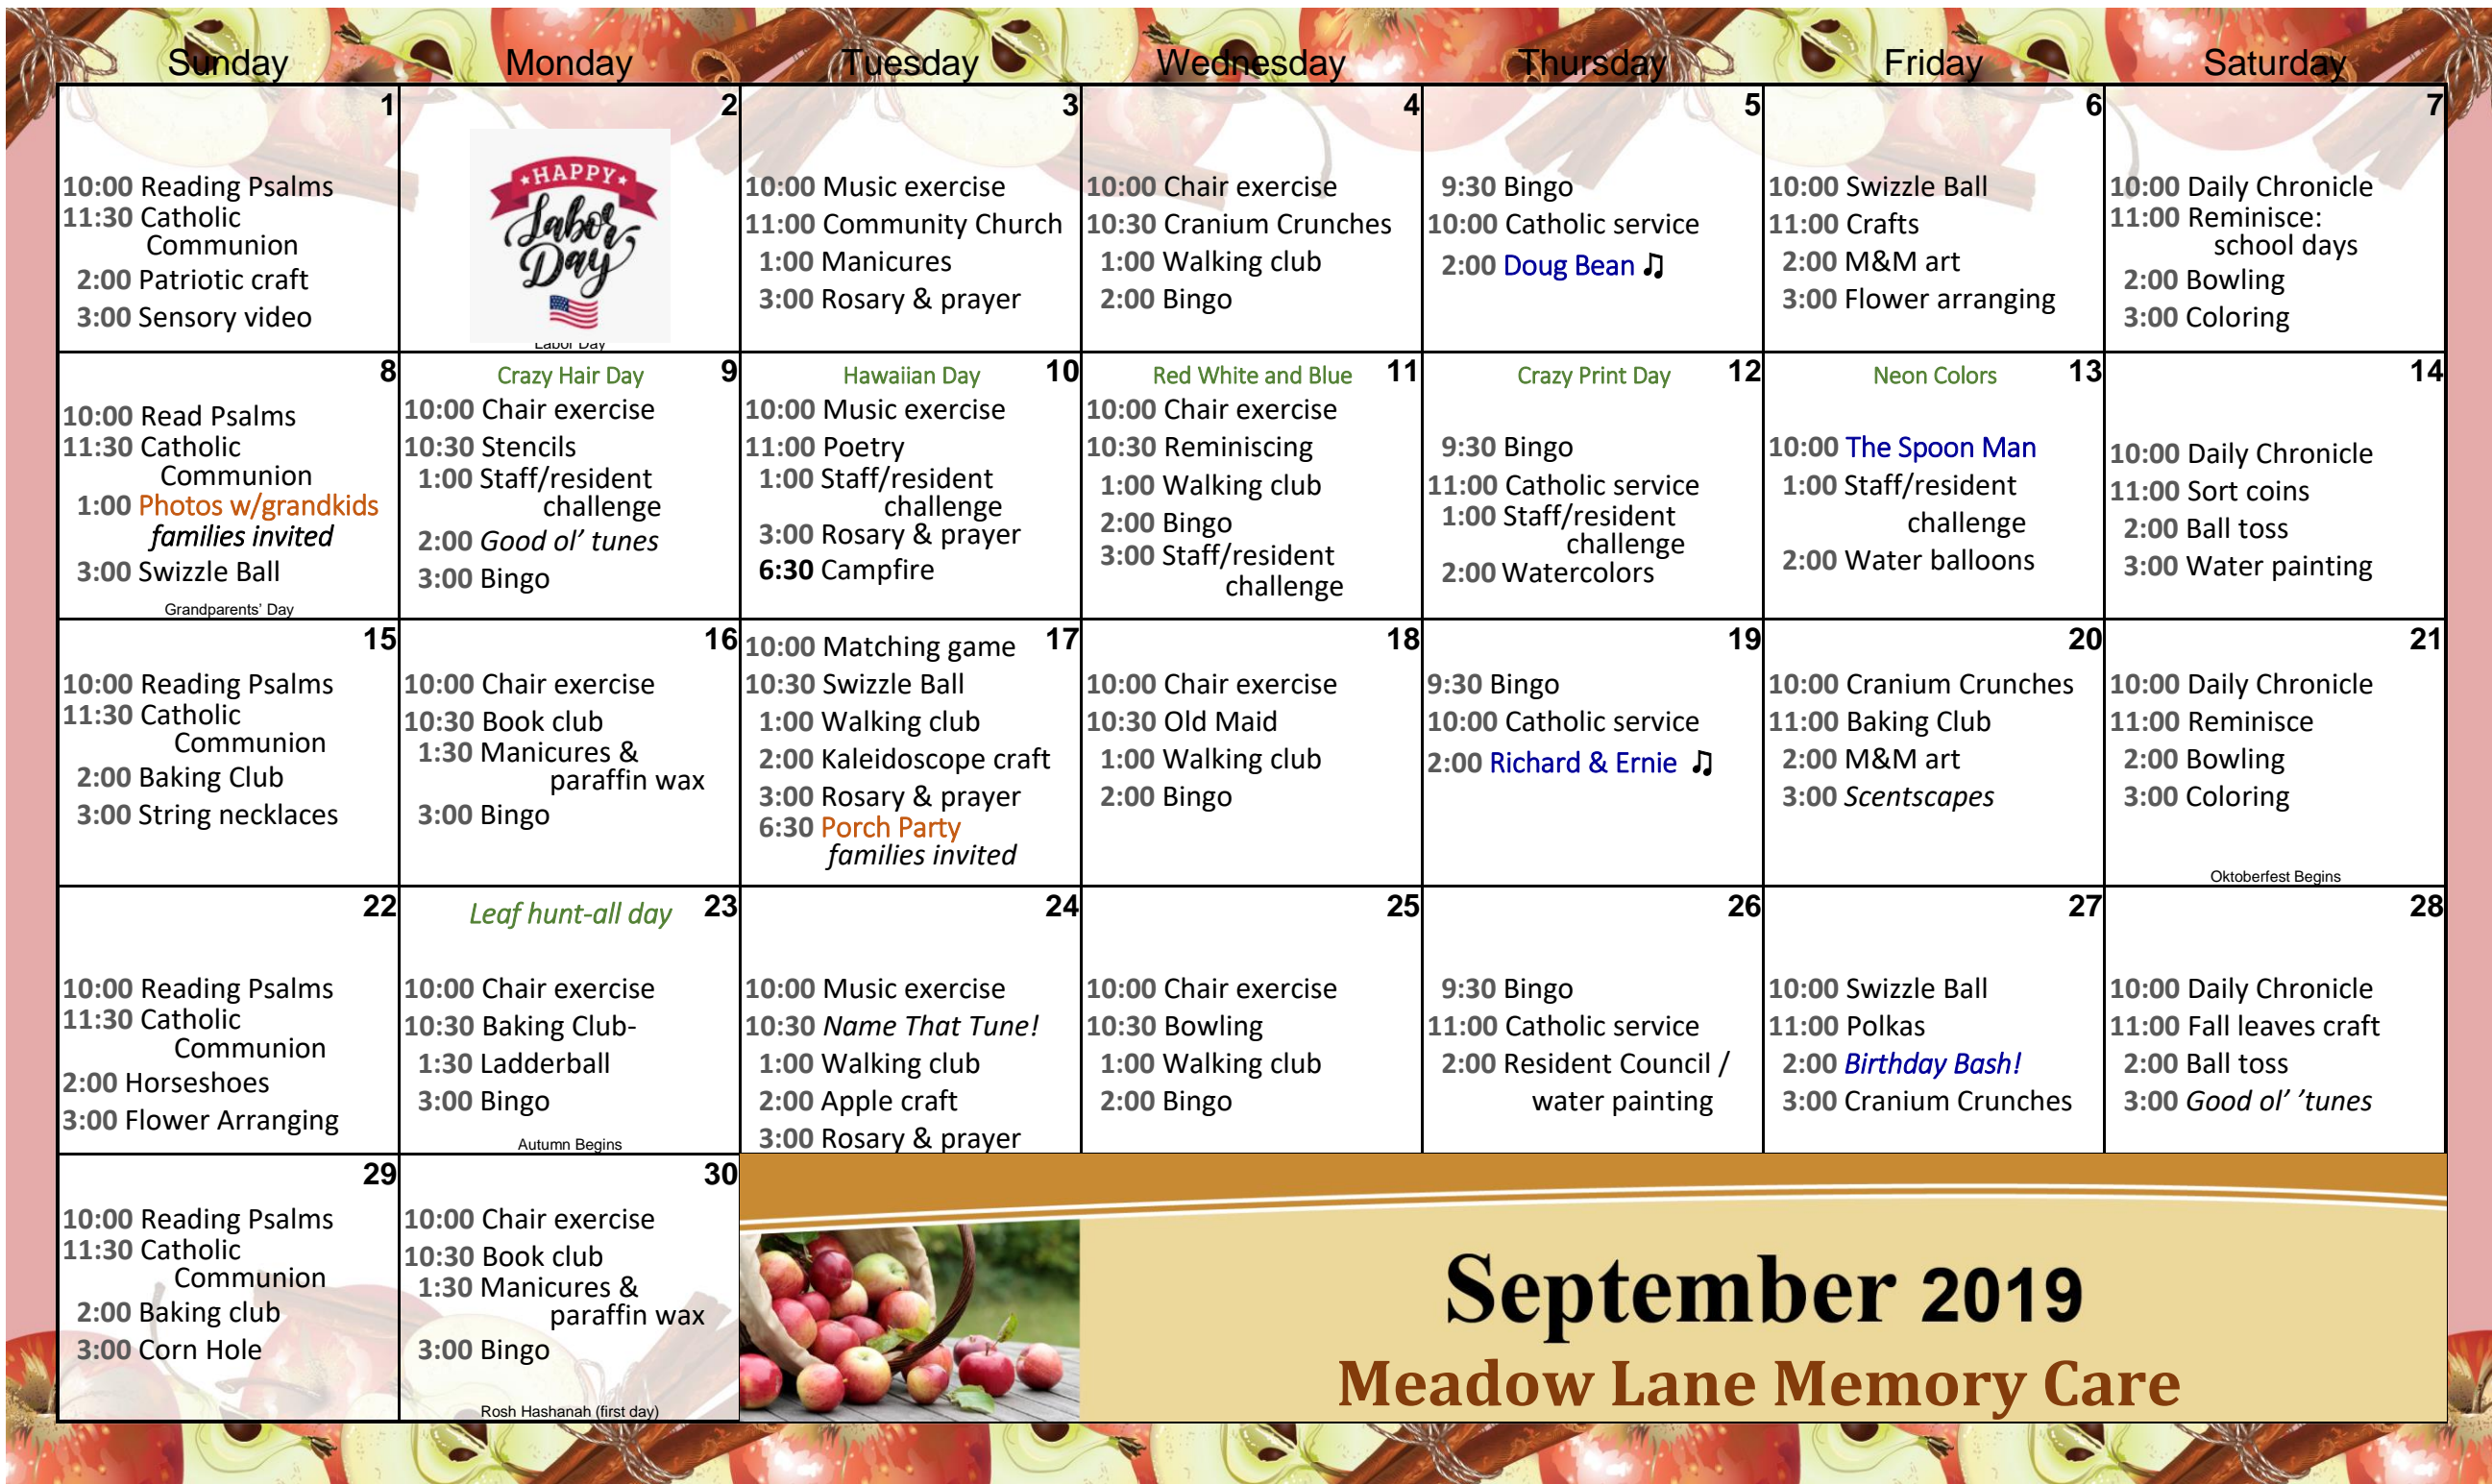 Sunday Monday Tuesday Wednesday Thursday Friday Saturday
1
10:00 Reading Psalms
11:30 Catholic
Communion
2:00 Patriotic craft
3:00 Sensory video
2
HAPPY
Labor
Day
Labor Day
3
10:00 Music exercise
11:00 Community Church
1:00 Manicures
3:00 Rosary & prayer
4
10:00 Chair exercise
10:30 Cranium Crunches
1:00 Walking club
2:00 Bingo
5
9:30 Bingo
10:00 Catholic service
2:00 Doug Bean ♫
6
10:00 Swizzle Ball
11:00 Crafts
2:00 M&M art
3:00 Flower arranging
7
10:00 Daily Chronicle
11:00 Reminisce:
school days
2:00 Bowling
3:00 Coloring
8
10:00 Read Psalms
11:30 Catholic
Communion
1:00 Photos w/grandkids
families invited
3:00 Swizzle Ball
Grandparents' Day
Crazy Hair Day 9
10:00 Chair exercise
10:30 Stencils
1:00 Staff/resident
challenge
2:00 Good ol’ tunes
3:00 Bingo
Hawaiian Day 10
10:00 Music exercise
11:00 Poetry
1:00 Staff/resident
challenge
3:00 Rosary & prayer
6:30 Campfire
Red White and Blue 11
10:00 Chair exercise
10:30 Reminiscing
1:00 Walking club
2:00 Bingo
3:00 Staff/resident
challenge
Crazy Print Day 12
9:30 Bingo
11:00 Catholic service
1:00 Staff/resident
challenge
2:00 Watercolors
Neon Colors 13
10:00 The Spoon Man
1:00 Staff/resident
challenge
2:00 Water balloons
14
10:00 Daily Chronicle
11:00 Sort coins
2:00 Ball toss
3:00 Water painting
15
10:00 Reading Psalms
11:30 Catholic
Communion
2:00 Baking Club
3:00 String necklaces
16
10:00 Chair exercise
10:30 Book club
1:30 Manicures &
paraffin wax
3:00 Bingo
10:00 Matching game 17
10:30 Swizzle Ball
1:00 Walking club
2:00 Kaleidoscope craft
3:00 Rosary & prayer
6:30 Porch Party
families invited
18
10:00 Chair exercise
10:30 Old Maid
1:00 Walking club
2:00 Bingo
19
9:30 Bingo
10:00 Catholic service
2:00 Richard & Ernie ♫
20
10:00 Cranium Crunches
11:00 Baking Club
2:00 M&M art
3:00 Scentscapes
21
10:00 Daily Chronicle
11:00 Reminisce
2:00 Bowling
3:00 Coloring
Oktoberfest Begins
22
10:00 Reading Psalms
11:30 Catholic
Communion
2:00 Horseshoes
3:00 Flower Arranging
Leaf hunt-all day 23
10:00 Chair exercise
10:30 Baking Club-
1:30 Ladderball
3:00 Bingo
Autumn Begins
24
10:00 Music exercise
10:30 Name That Tune!
1:00 Walking club
2:00 Apple craft
3:00 Rosary & prayer
25
10:00 Chair exercise
10:30 Bowling
1:00 Walking club
2:00 Bingo
26
9:30 Bingo
11:00 Catholic service
2:00 Resident Council /
water painting
27
10:00 Swizzle Ball
11:00 Polkas
2:00 Birthday Bash!
3:00 Cranium Crunches
28
10:00 Daily Chronicle
11:00 Fall leaves craft
2:00 Ball toss
3:00 Good ol’ ’tunes
29
10:00 Reading Psalms
11:30 Catholic
Communion
2:00 Baking club
3:00 Corn Hole
30
10:00 Chair exercise
10:30 Book club
1:30 Manicures &
paraffin wax
3:00 Bingo
Rosh Hashanah (first day)
September 2019
Meadow Lane Memory Care